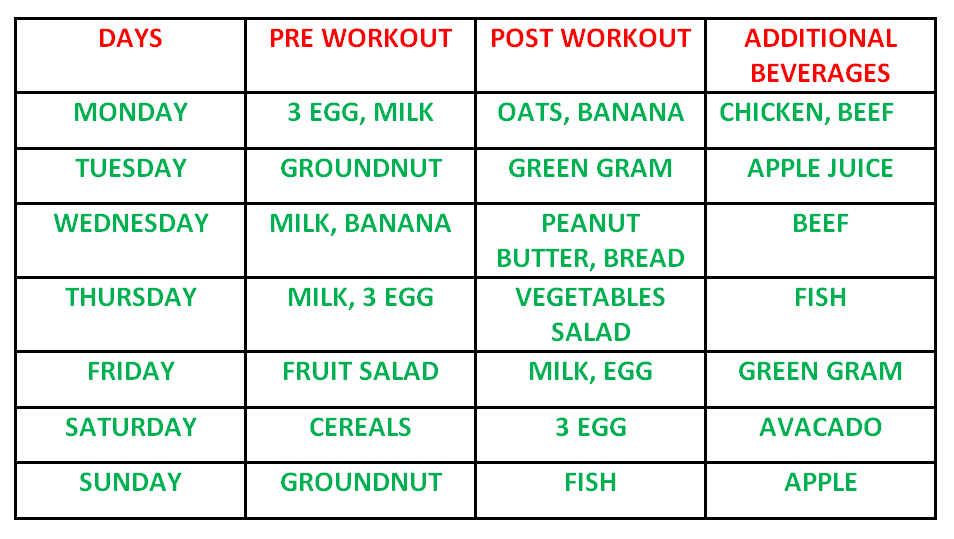 DAYS PRE WORKOUT POST WORKOUT ADDITIONAL
BEVERAGES
MONDAY 3 EGG, MILK OATS, BANANA CHICKEN, BEEF
TUESDAY GROUNDNUT GREEN GRAM APPLE JUICE
WEDNESDAY MILK, BANANA PEANUT BEEF
BUTTER, BREAD
THURSDAY MILK, 3 EGG VEGETABLES FISH
SALAD
FRIDAY FRUIT SALAD MILK, EGG GREEN GRAM
SATURDAY CEREALS 3 EGG AVACADO
SUNDAY GROUNDNUT FISH APPLE